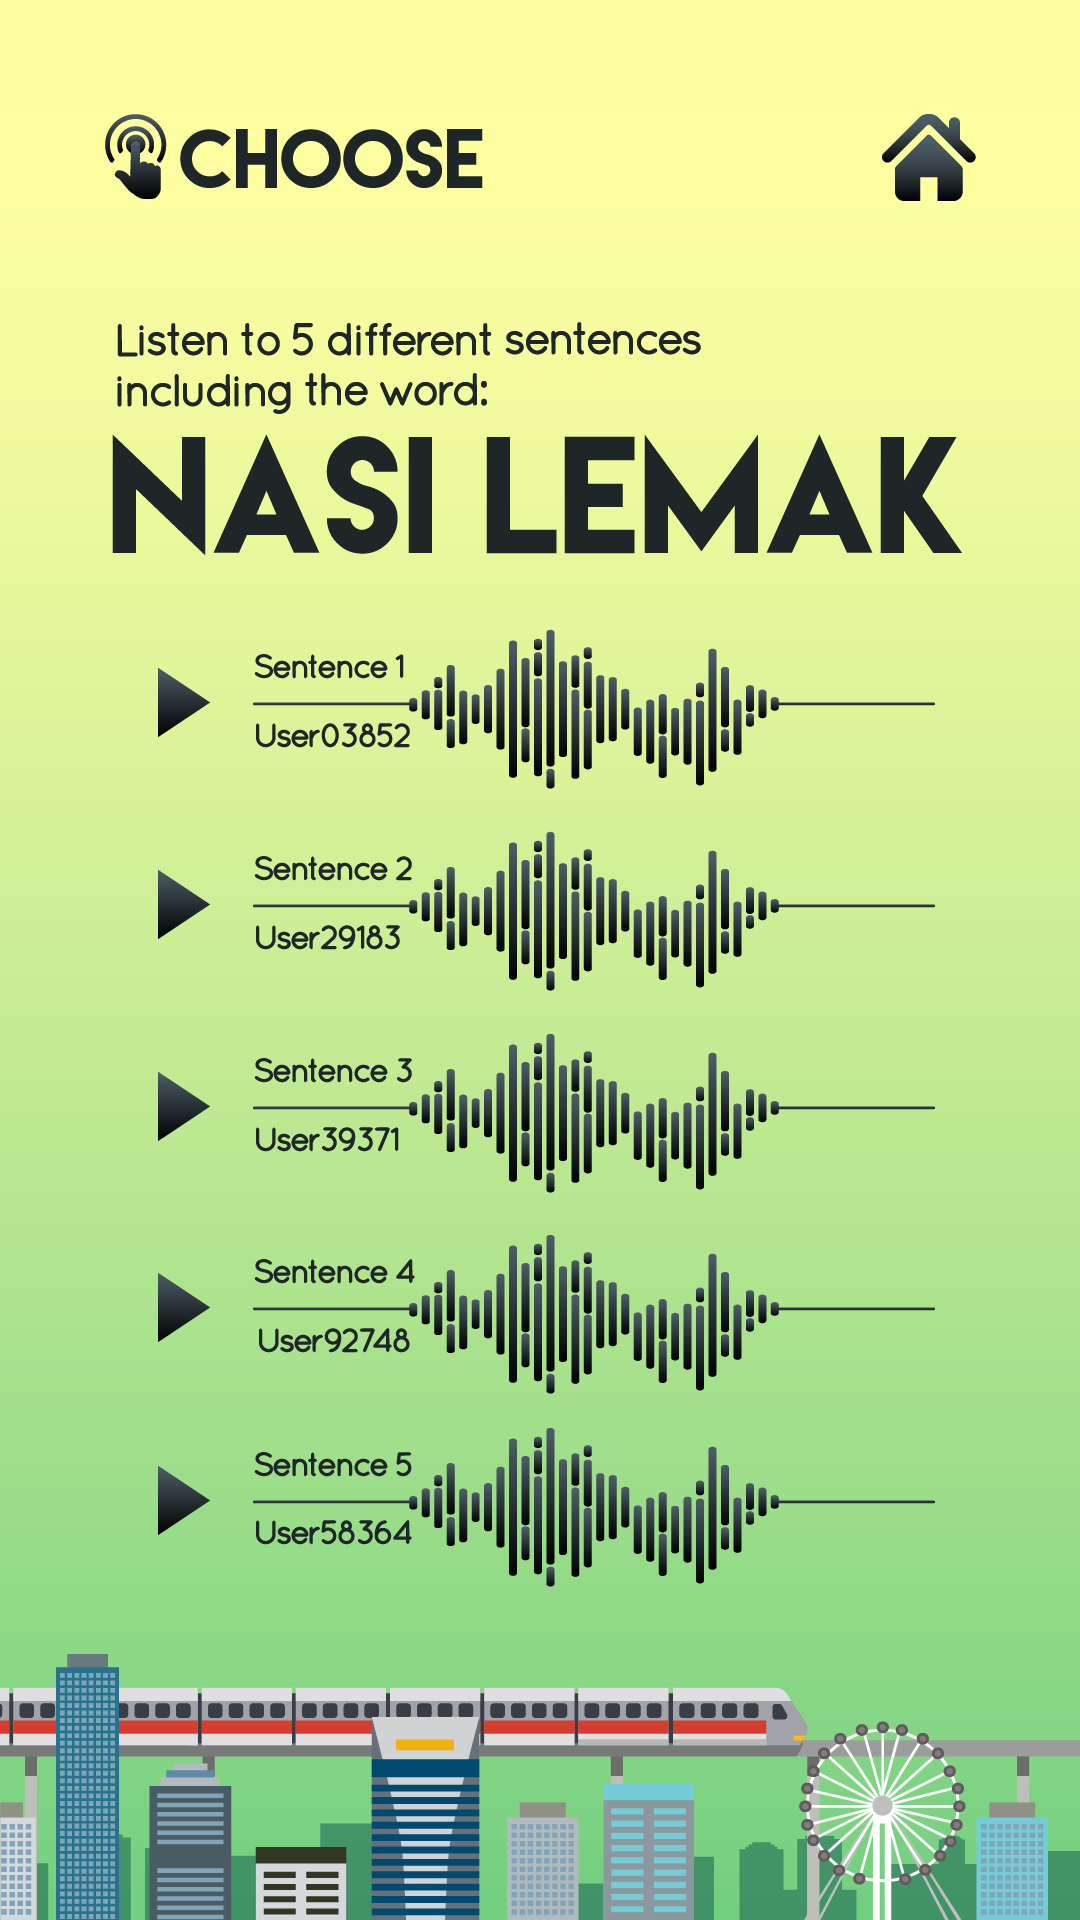 CHOOSE
Listen to 5 different sentences
including the word:
NASI LEMAK
Sentence 1
User03852
Sentence 2
User29183
Sentence 3
User39371
Sentence 4
User92748
Sentence 5
User58364